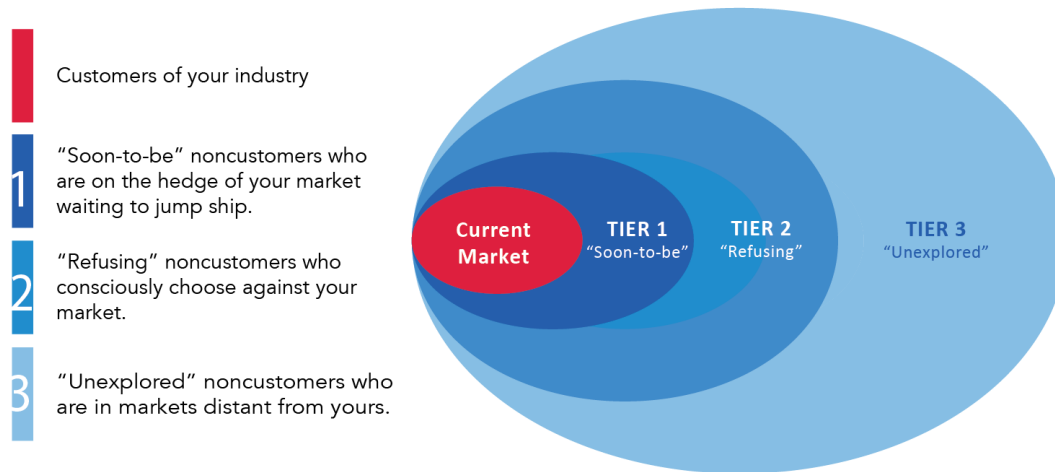 Customers of your industry
1
“Soon-to-be” noncustomers who
are on the hedge of your market
waiting to jump ship.
2
“Refusing” noncustomers who
consciously choose against your
market.
3
“Unexplored” noncustomers who
are in markets distant from yours.
Current
Market
TIER 1
“Soon-to-be”
TIER 2
“Refusing”
TIER 3
“Unexplored”